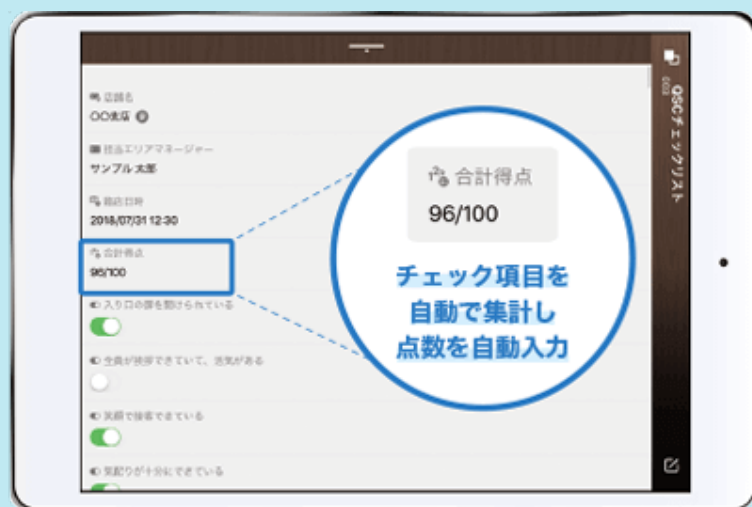 QSCチェックリスト
002
店舗名
〇〇本店
担当エリアマネージャー
サンプル 太郎
臨店日時
2018/07/31 12:30
合計得点
96/100
入り口の扉を開けられている
全員が挨拶できていて、活気がある
笑顔で接客できている
気配りが十分にできている
合計得点
96/100
チェック項目を
自動で集計し
点数を自動入力